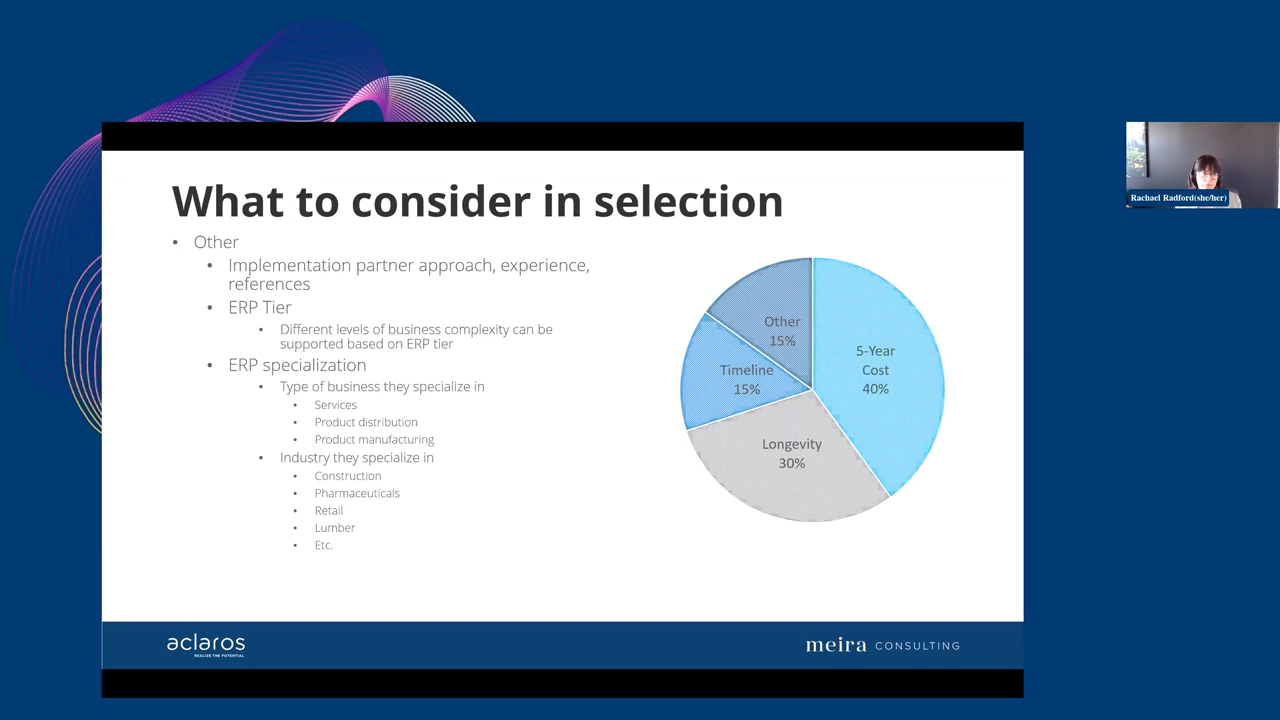 What to consider in selection
• Other
• Implementation partner approach, experience,
references
• ERP Tier
• Different levels of business complexity can be
supported based on ERP tier
• ERP specialization
• Type of business they specialize in
• Services
• Product distribution
• Product manufacturing
• Industry they specialize in
• Construction
• Pharmaceuticals
• Retail
• Lumber
• Etc.
Other
15%
5-Year
Cost
40%
Timeline
15%
Longevity
30%
Rachael Radford(she/her)
aclaros
REALIZE THE POTENTIAL
meira CONSULTING